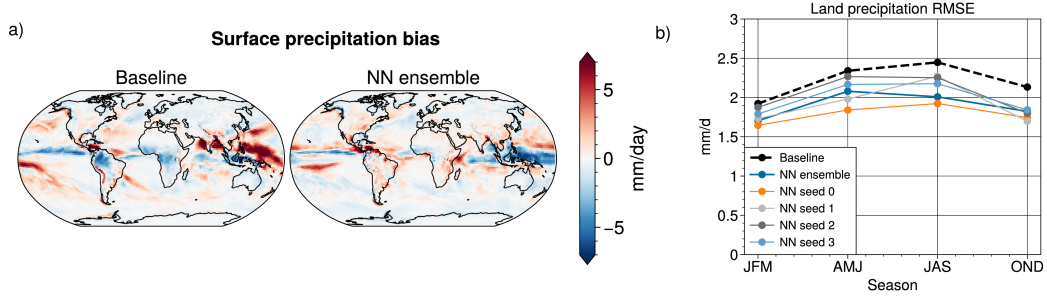 a)
Surface precipitation bias
Baseline
NN ensemble
5
0
−5
mm/day
b)
Land precipitation RMSE
3
2.5
2
1.5
1
0.5
0
mm/d
Baseline
NN ensemble
NN seed 0
NN seed 1
NN seed 2
NN seed 3
JFM AMJ JAS OND
Season